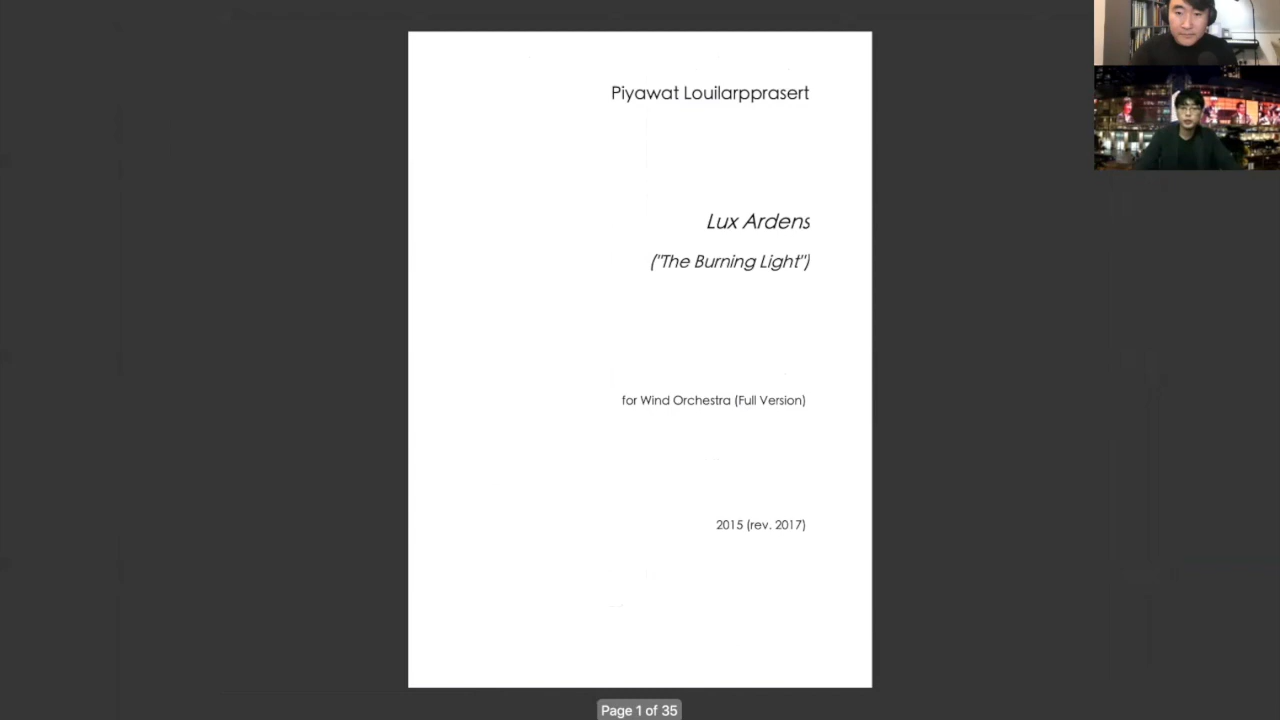 Piyawat Louilarpprasert
Lux Ardens
("The Burning Light")
for Wind Orchestra (Full Version)
2015 (rev. 2017)
Page 1 of 35